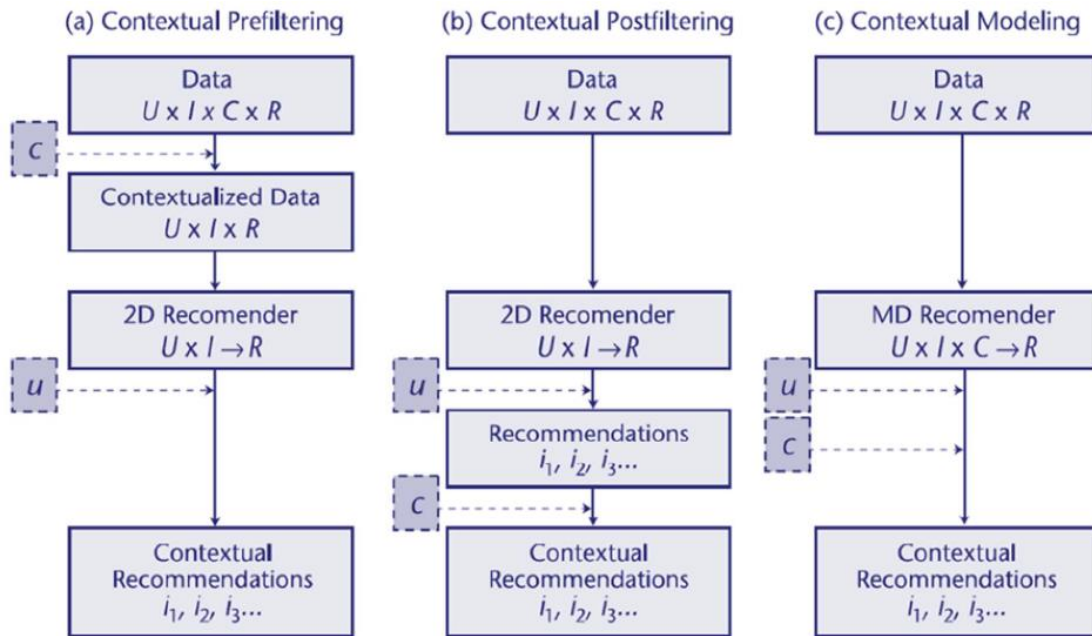 (a) Contextual Prefiltering
Data
U x I x C x R
c
Contextualized Data
U x I x R
2D Recomender
U x I → R
u
Contextual
Recommendations
i₁, i₂, i₃...
(b) Contextual Postfiltering
Data
U x I x C x R
2D Recomender
U x I → R
u
Recommendations
i₁, i₂, i₃...
c
Contextual
Recommendations
i₁, i₂, i₃...
(c) Contextual Modeling
Data
U x I x C x R
MD Recomender
U x I x C → R
u
c
Contextual
Recommendations
i₁, i₂, i₃...